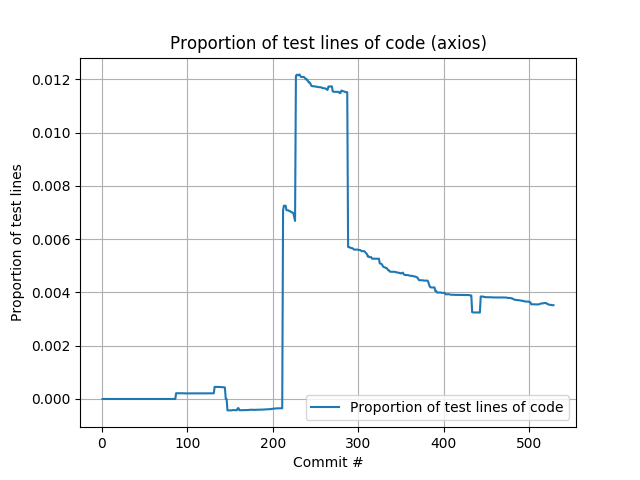 Proportion of test lines of code (axios)
0.012
0.010
0.008
0.006
0.004
0.002
0.000
Proportion of test lines
Proportion of test lines of code
0 100 200 300 400 500
Commit #